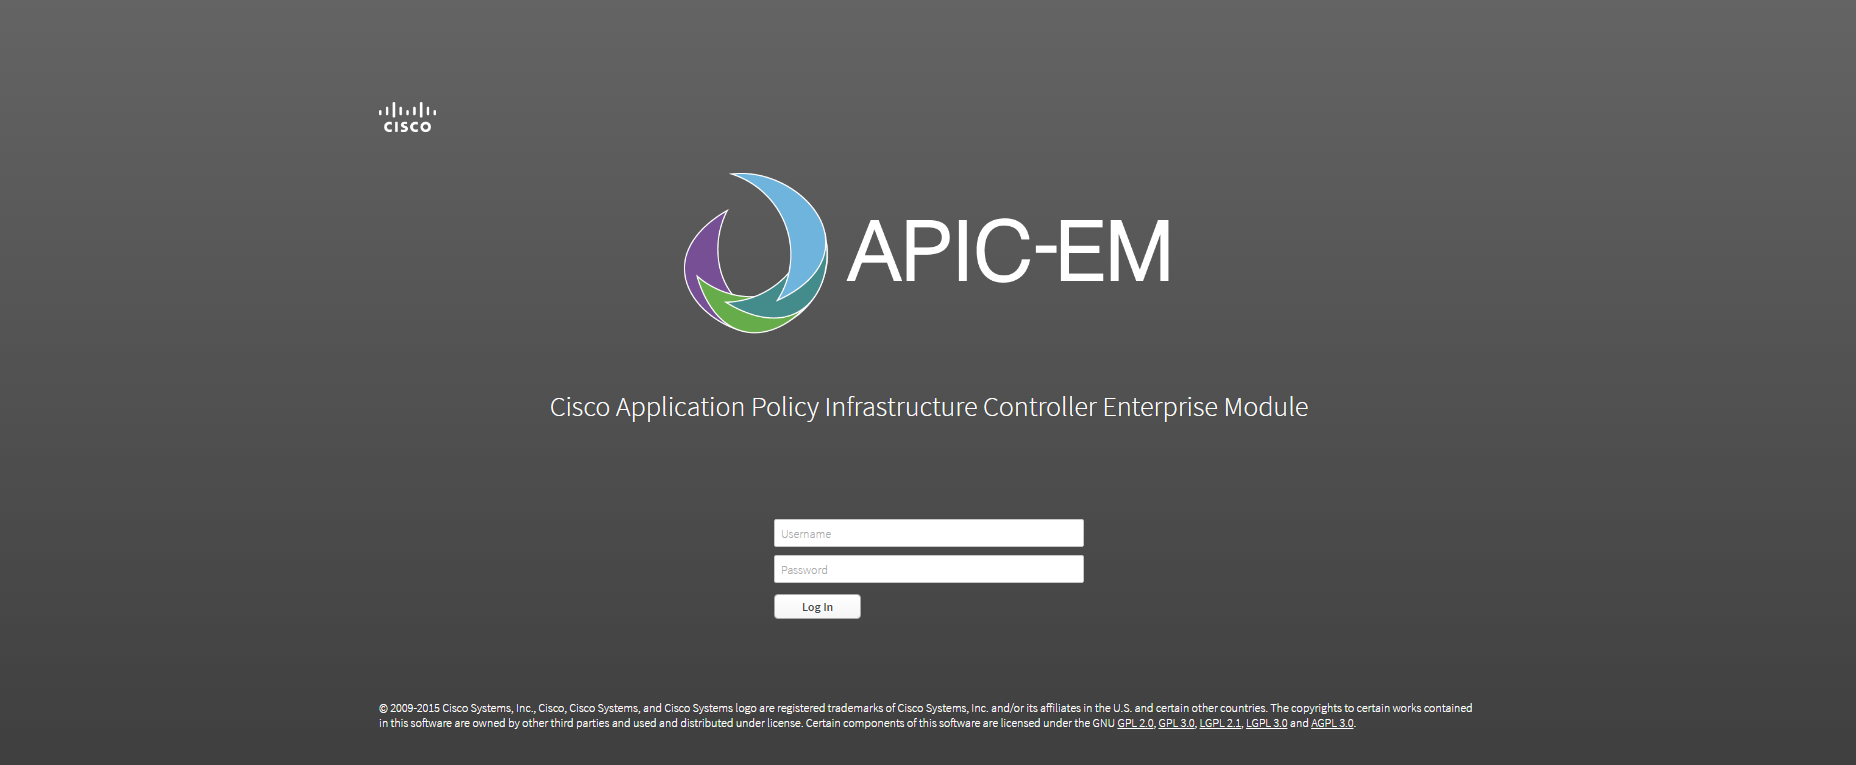 CISCO
APIC-EM
Cisco Application Policy Infrastructure Controller Enterprise Module
Username
Password
Log In
© 2009-2015 Cisco Systems, Inc., Cisco, Cisco Systems, and Cisco Systems logo are registered trademarks of Cisco Systems, Inc. and/or its affiliates in the U.S. and certain other countries. The copyrights to certain works contained
in this software are owned by other third parties and used and distributed under license. Certain components of this software are licensed under the GNU GPL 2.0, GPL 3.0, LGPL 2.1, LGPL 3.0 and AGPL 3.0.